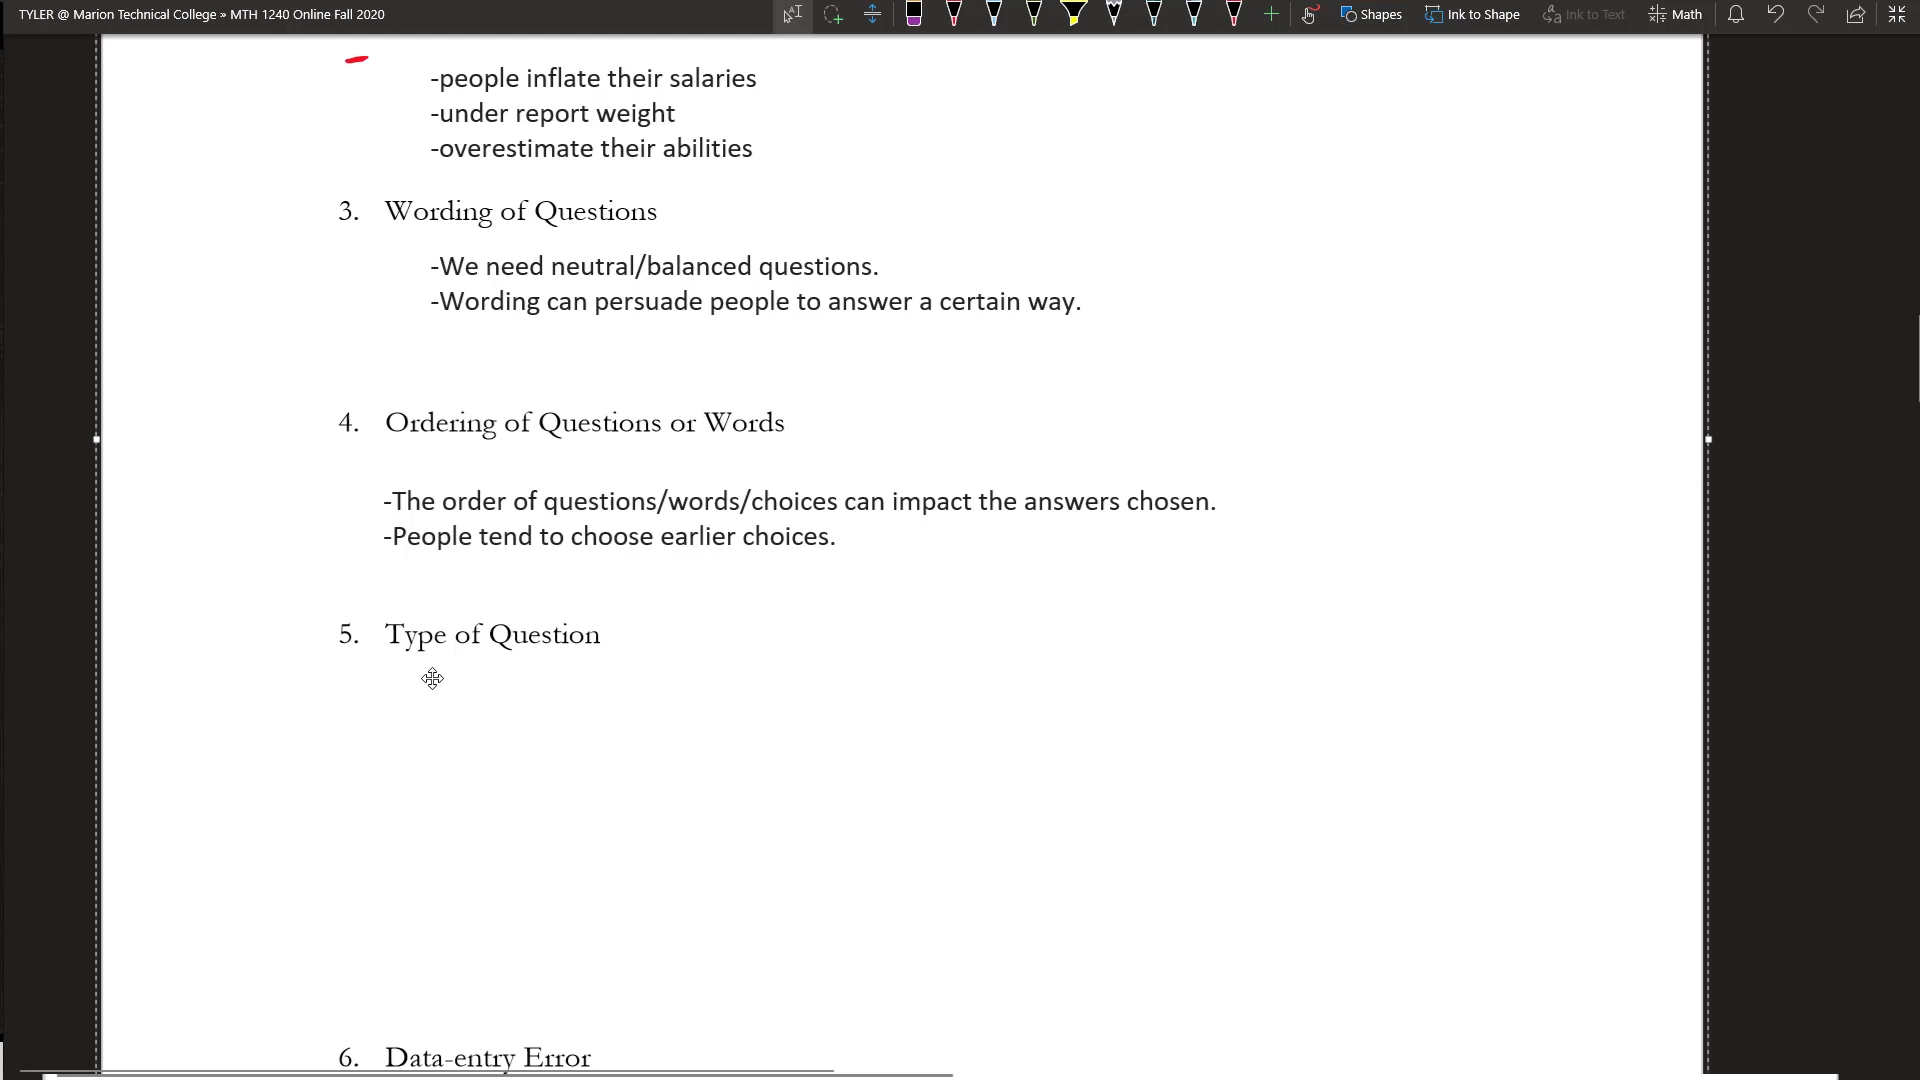 TYLER @ Marion Technical College » MTH 1240 Online Fall 2020
Shapes Ink to Shape Ink to Text Math
-people inflate their salaries
-under report weight
-overestimate their abilities
3. Wording of Questions
-We need neutral/balanced questions.
-Wording can persuade people to answer a certain way.
4. Ordering of Questions or Words
-The order of questions/words/choices can impact the answers chosen.
-People tend to choose earlier choices.
5. Type of Question
6. Data-entry Error